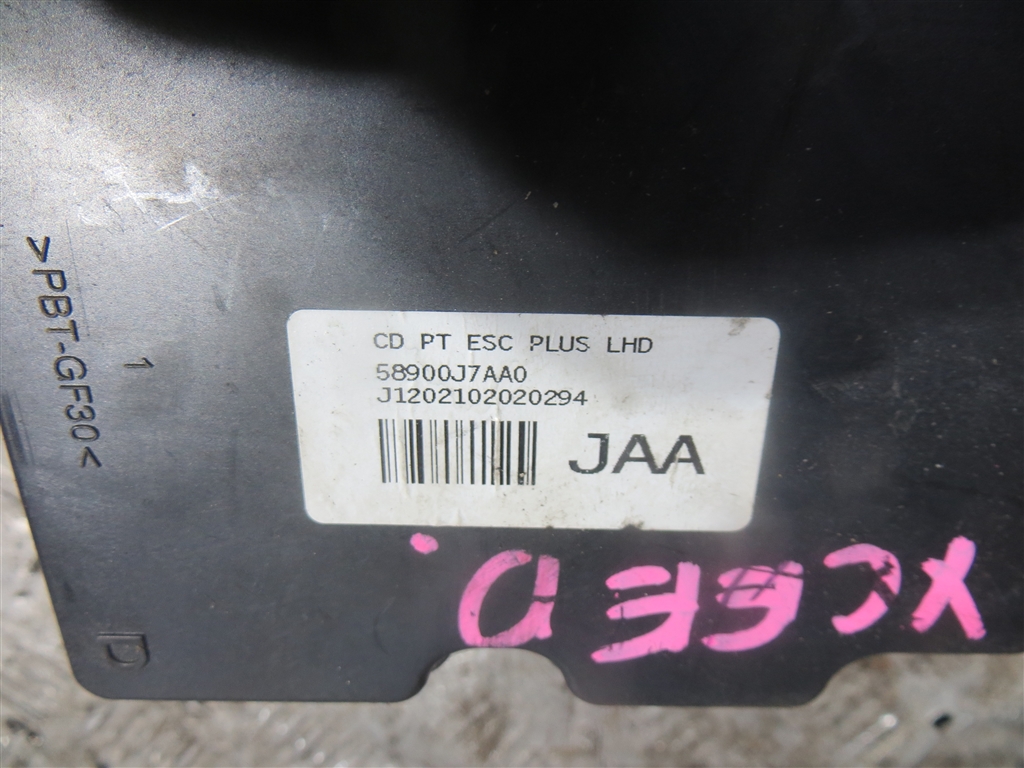 >PBT-GF30<
1
CD PT ESC PLUS LHD
58900J7AA0
J1202102020294
JAA
XCEED.
D